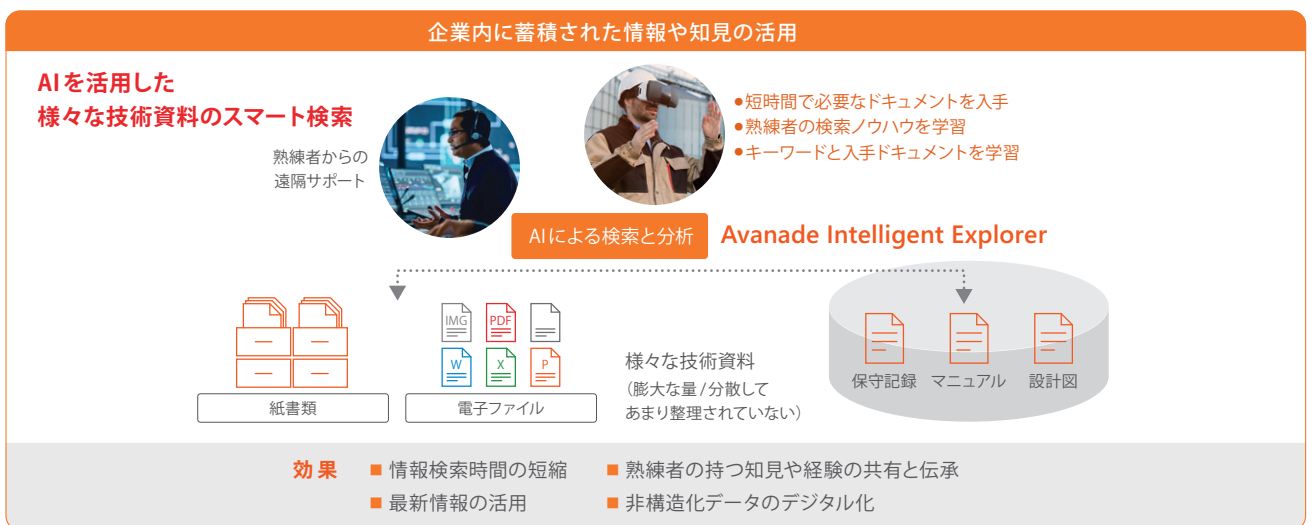 企業内に蓄積された情報や知見の活用
AIを活用した
様々な技術資料のスマート検索
熟練者からの
遠隔サポート
●短時間で必要なドキュメントを入手
●熟練者の検索ノウハウを学習
●キーワードと入手ドキュメントを学習
AIによる検索と分析
Avanade Intelligent Explorer
IMG
PDF
W
X
P
紙書類
電子ファイル
様々な技術資料
（膨大な量/分散して
あまり整理されていない）
保守記録
マニュアル
設計図
効果
■ 情報検索時間の短縮
■ 熟練者の持つ知見や経験の共有と伝承
■ 最新情報の活用
■ 非構造化データのデジタル化